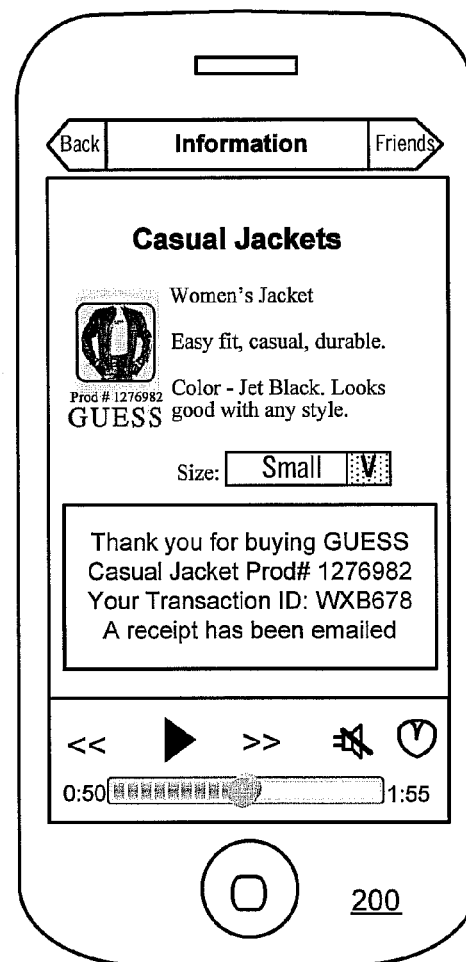 Back Information Friends
Casual Jackets
Women's Jacket
Easy fit, casual, durable.
Color - Jet Black. Looks
good with any style.
Prod # 1276982
GUESS
Size: Small V
Thank you for buying GUESS
Casual Jacket Prod# 1276982
Your Transaction ID: WXB678
A receipt has been emailed
<< >>
0:50 1:55
200